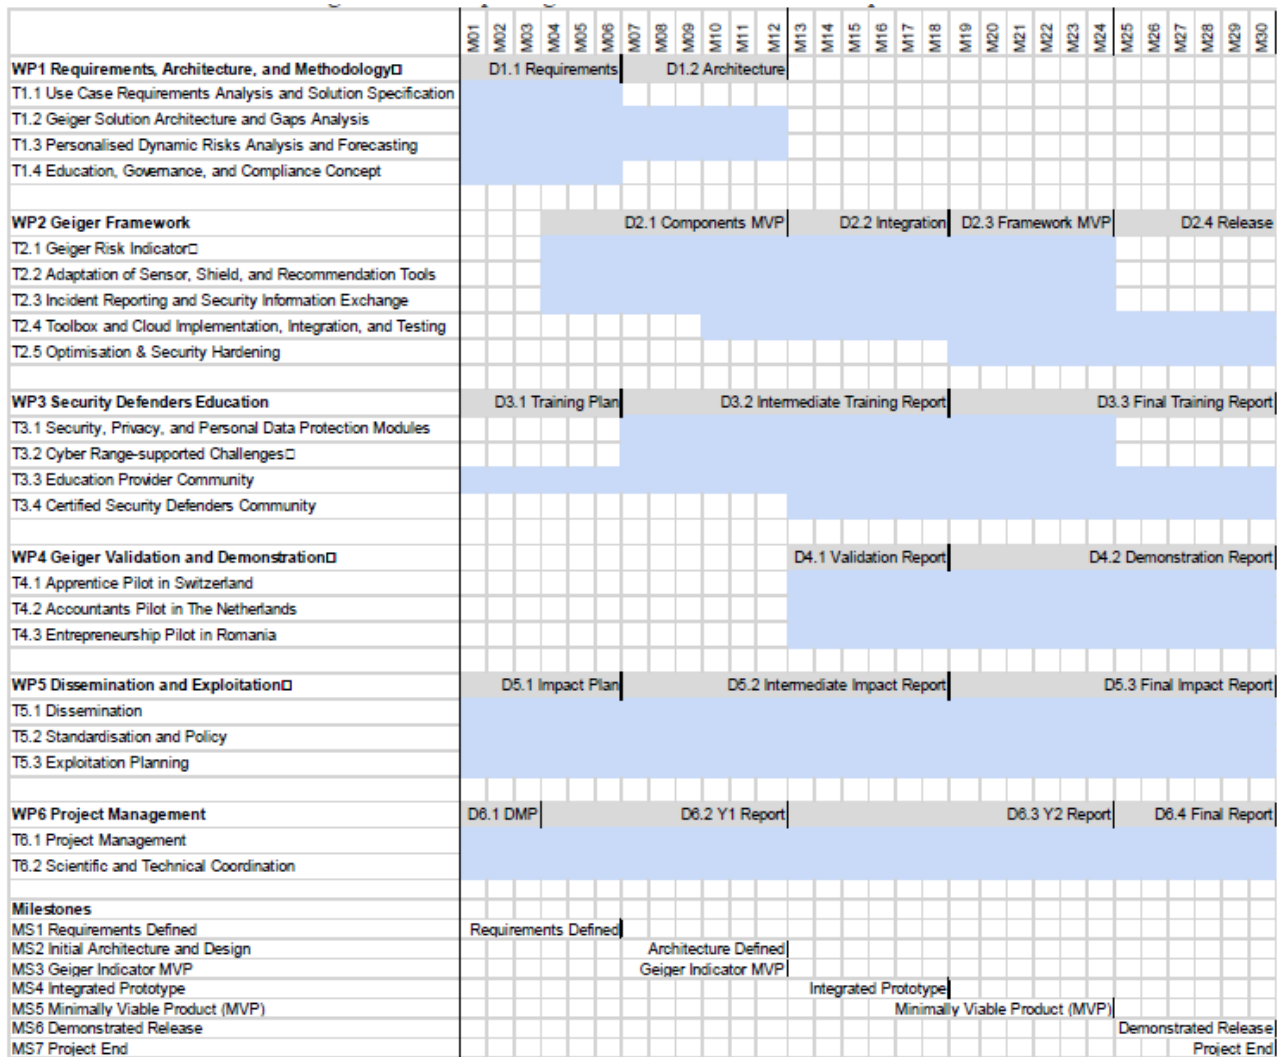 M01 M02 M03 M04 M05 M06 M07 M08 M09 M10 M11 M12 M13 M14 M15 M16 M17 M18 M19 M20 M21 M22 M23 M24 M25 M26 M27 M28 M29 M30
WP1 Requirements, Architecture, and Methodology□ D1.1 Requirements D1.2 Architecture
T1.1 Use Case Requirements Analysis and Solution Specification
T1.2 Geiger Solution Architecture and Gaps Analysis
T1.3 Personalised Dynamic Risks Analysis and Forecasting
T1.4 Education, Governance, and Compliance Concept
WP2 Geiger Framework D2.1 Components MVP D2.2 Integration D2.3 Framework MVP D2.4 Release
T2.1 Geiger Risk Indicator□
T2.2 Adaptation of Sensor, Shield, and Recommendation Tools
T2.3 Incident Reporting and Security Information Exchange
T2.4 Toolbox and Cloud Implementation, Integration, and Testing
T2.5 Optimisation & Security Hardening
WP3 Security Defenders Education D3.1 Training Plan D3.2 Intermediate Training Report D3.3 Final Training Report
T3.1 Security, Privacy, and Personal Data Protection Modules
T3.2 Cyber Range-supported Challenges□
T3.3 Education Provider Community
T3.4 Certified Security Defenders Community
WP4 Geiger Validation and Demonstration□ D4.1 Validation Report D4.2 Demonstration Report
T4.1 Apprentice Pilot in Switzerland
T4.2 Accountants Pilot in The Netherlands
T4.3 Entrepreneurship Pilot in Romania
WP5 Dissemination and Exploitation□ D5.1 Impact Plan D5.2 Intermediate Impact Report D5.3 Final Impact Report
T5.1 Dissemination
T5.2 Standardisation and Policy
T5.3 Exploitation Planning
WP6 Project Management D6.1 DMP D6.2 Y1 Report D6.3 Y2 Report D6.4 Final Report
T6.1 Project Management
T6.2 Scientific and Technical Coordination
Milestones
MS1 Requirements Defined Requirements Defined
MS2 Initial Architecture and Design Architecture Defined
MS3 Geiger Indicator MVP Geiger Indicator MVP
MS4 Integrated Prototype Integrated Prototype
MS5 Minimally Viable Product (MVP) Minimally Viable Product (MVP)
MS6 Demonstrated Release Demonstrated Release
MS7 Project End Project End